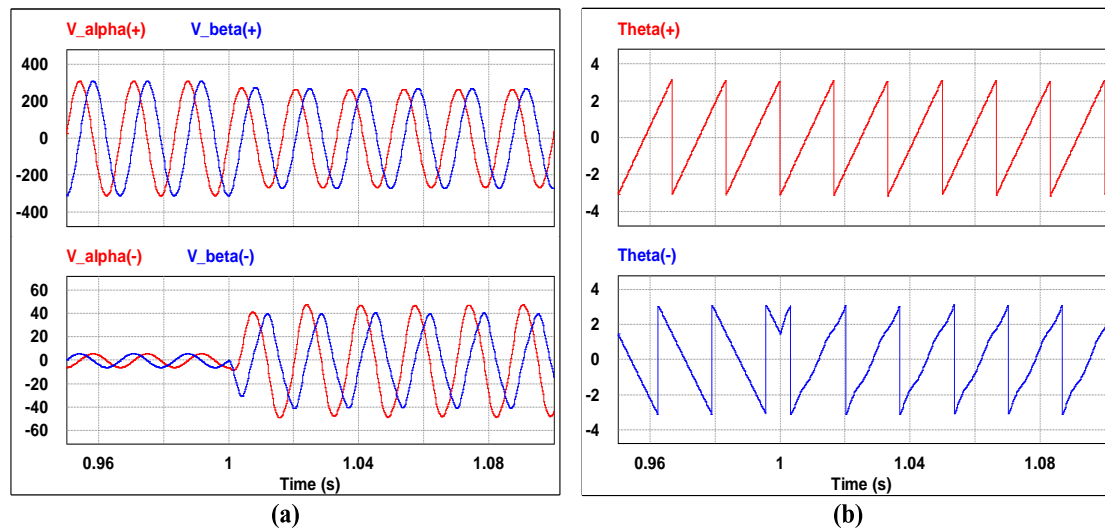 V_alpha(+) V_beta(+)
400
200
0
-200
-400
V_alpha(-) V_beta(-)
60
40
20
0
-20
-40
-60
0.96 1 1.04 1.08
Time (s)
(a)
Theta(+)
4
2
0
-2
-4
Theta(-)
4
2
0
-2
-4
0.96 1 1.04 1.08
Time (s)
(b)